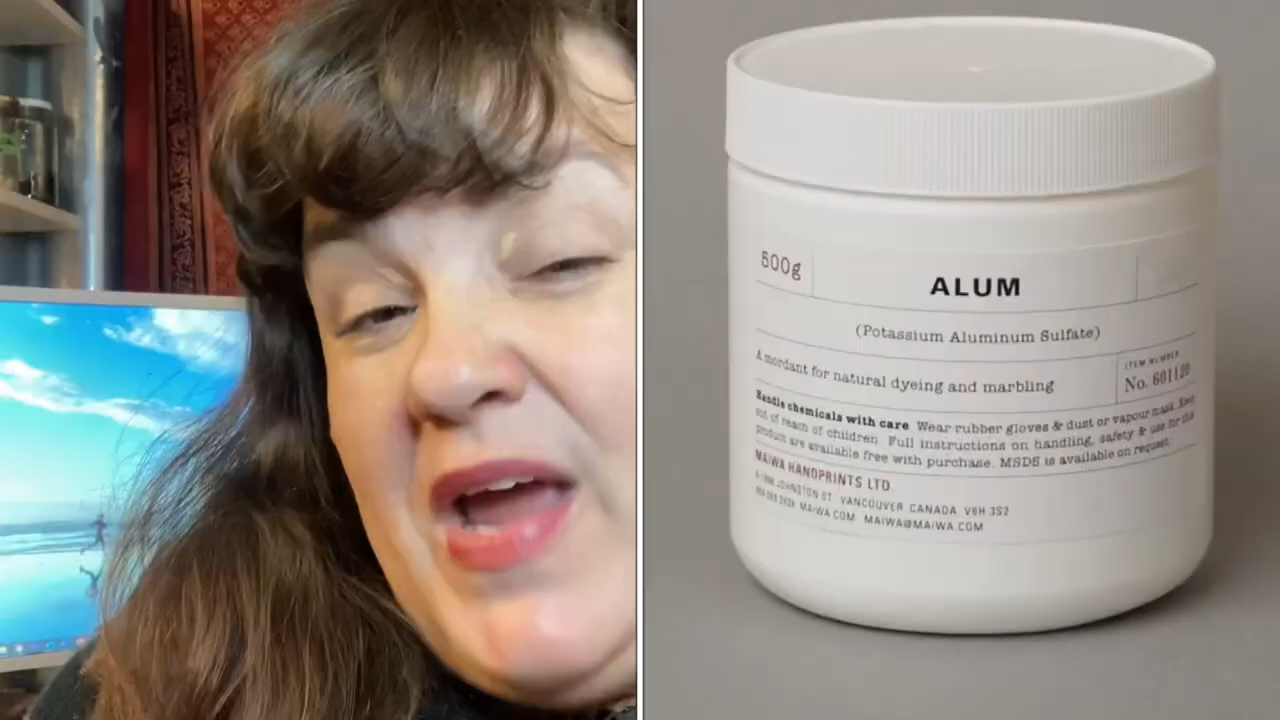 500g
ALUM
(Potassium Aluminum Sulfate)
A mordant for natural dyeing and marbling
ITEM NUMBER
No. 601120
Handle chemicals with care Wear rubber gloves & dust or vapour mask. Keep
out of reach of children. Full instructions on handling, safety & use for this
product are available free with purchase. MSDS is available on request.
MAIWA HANDPRINTS LTD
JOHNSTON ST VANCOUVER CANADA V6H 3S2
MAIWA.COM MAIWA@MAIWA.COM